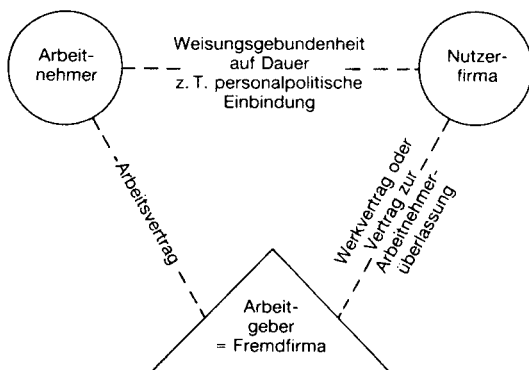 Arbeit-
nehmer
Weisungsgebundenheit
auf Dauer
z. T. personalpolitische
Einbindung
Nutzer-
firma
Arbeitsvertrag
Werkvertrag oder
Vertrag zur
Arbeitnehmer-
überlassung
Arbeit-
geber
= Fremdfirma